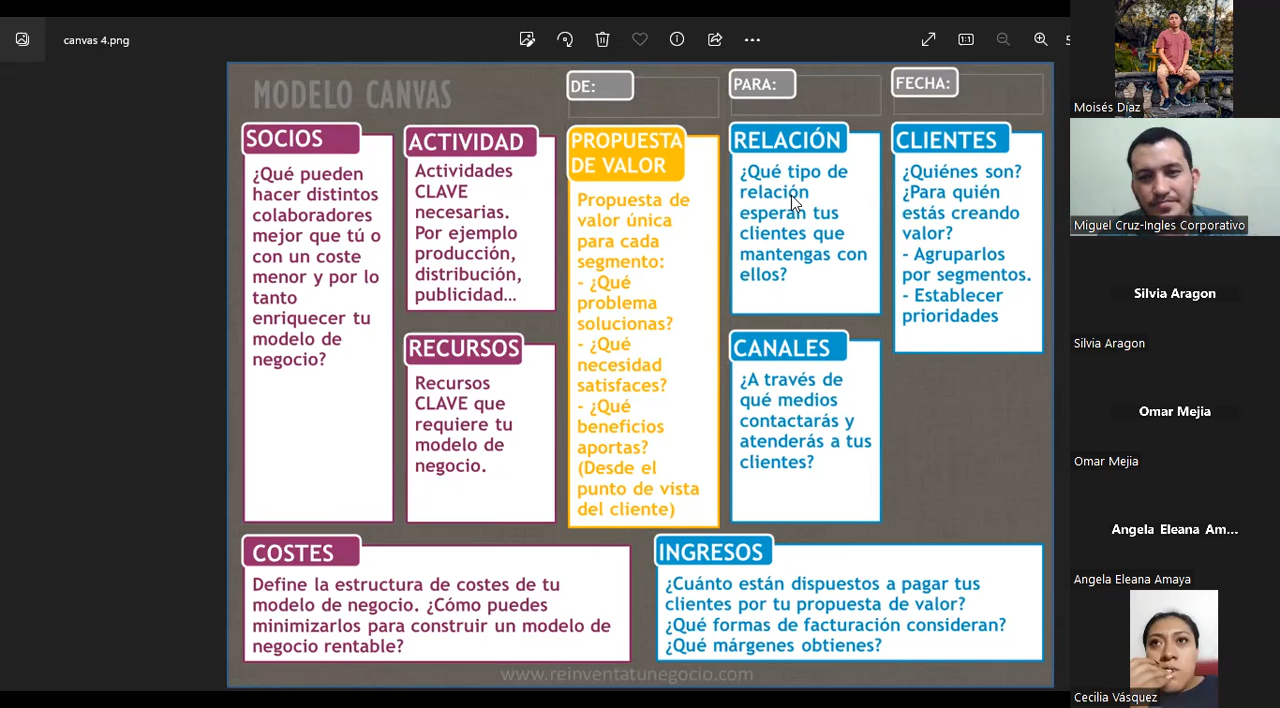 canvas 4.png
1:1
5
MODELO CANVAS
DE:
PARA:
FECHA:
SOCIOS
¿Qué pueden
hacer distintos
colaboradores
mejor que tú o
con un coste
menor y por lo
tanto
enriquecer tu
modelo de
negocio?
ACTIVIDAD
Actividades
CLAVE
necesarias.
Por ejemplo
producción,
distribución,
publicidad...
RECURSOS
Recursos
CLAVE que
requiere tu
modelo de
negocio.
PROPUESTA
DE VALOR
Propuesta de
valor única
para cada
segmento:
- ¿Qué
problema
solucionas?
- ¿Qué
necesidad
satisfaces?
- ¿Qué
beneficios
aportas?
(Desde el
punto de vista
del cliente)
RELACIÓN
¿Qué tipo de
relación
esperan tus
clientes que
mantengas con
ellos?
CANALES
¿A través de
qué medios
contactarás y
atenderás a tus
clientes?
CLIENTES
¿Quiénes son?
¿Para quién
estás creando
valor?
- Agruparlos
por segmentos.
- Establecer
prioridades
COSTES
Define la estructura de costes de tu
modelo de negocio. ¿Cómo puedes
minimizarlos para construir un modelo de
negocio rentable?
INGRESOS
¿Cuánto están dispuestos a pagar tus
clientes por tu propuesta de valor?
¿Qué formas de facturación consideran?
¿Qué márgenes obtienes?
www.reinventatunegocio.com
Moisés Díaz
Miguel Cruz-Ingles Corporativo
Silvia Aragon
Silvia Aragon
Omar Mejia
Omar Mejia
Angela Eleana Am...
Angela Eleana Amaya
Cecilia Vásquez